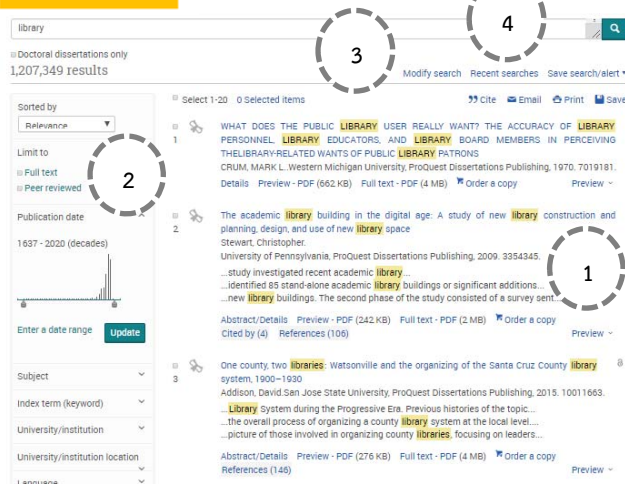 library
4
Doctoral dissertations only
3
1,207,349 results
Modify search Recent searches Save search/alert
Sorted by
Relevance
Limit to
Full text
Peer reviewed
2
Publication date
1637 - 2020 (decades)
Enter a date range Update
Subject
Index term (keyword)
University/institution
University/institution location
Language
Select 1-20 0 Selected items
Cite Email Print Save
1
WHAT DOES THE PUBLIC LIBRARY USER REALLY WANT? THE ACCURACY OF LIBRARY
PERSONNEL, LIBRARY EDUCATORS, AND LIBRARY BOARD MEMBERS IN PERCEIVING
THELIBRARY-RELATED WANTS OF PUBLIC LIBRARY PATRONS
CRUM, MARK L..Western Michigan University, ProQuest Dissertations Publishing, 1970. 7019181.
Details Preview - PDF (662 KB) Full text - PDF (4 MB) Order a copy Preview
2
The academic library building in the digital age: A study of new library construction and
planning, design, and use of new library space
Stewart, Christopher.
University of Pennsylvania, ProQuest Dissertations Publishing, 2009. 3354345.
...study investigated recent academic library...
...identified 85 stand-alone academic library buildings or significant additions...
...new library buildings. The second phase of the study consisted of a survey sent...
1
Abstract/Details Preview - PDF (242 KB) Full text - PDF (2 MB) Order a copy
Cited by (4) References (106) Preview
3
One county, two libraries: Watsonville and the organizing of the Santa Cruz County library
system, 1900–1930
8
Addison, David.San Jose State University, ProQuest Dissertations Publishing, 2015. 10011663.
...Library System during the Progressive Era. Previous histories of the topic...
...the overall process of organizing a county library system at the local level....
...picture of those involved in organizing county libraries, focusing on leaders...
Abstract/Details Preview - PDF (276 KB) Full text - PDF (4 MB) Order a copy
References (146) Preview